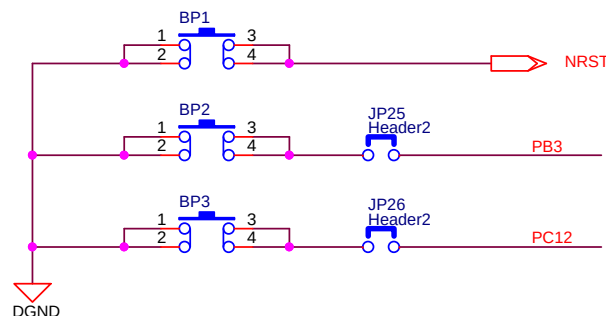 BP1
1 3
2 4
NRST
BP2
1 3
2 4
JP25
Header2
PB3
BP3
1 3
2 4
JP26
Header2
PC12
DGND